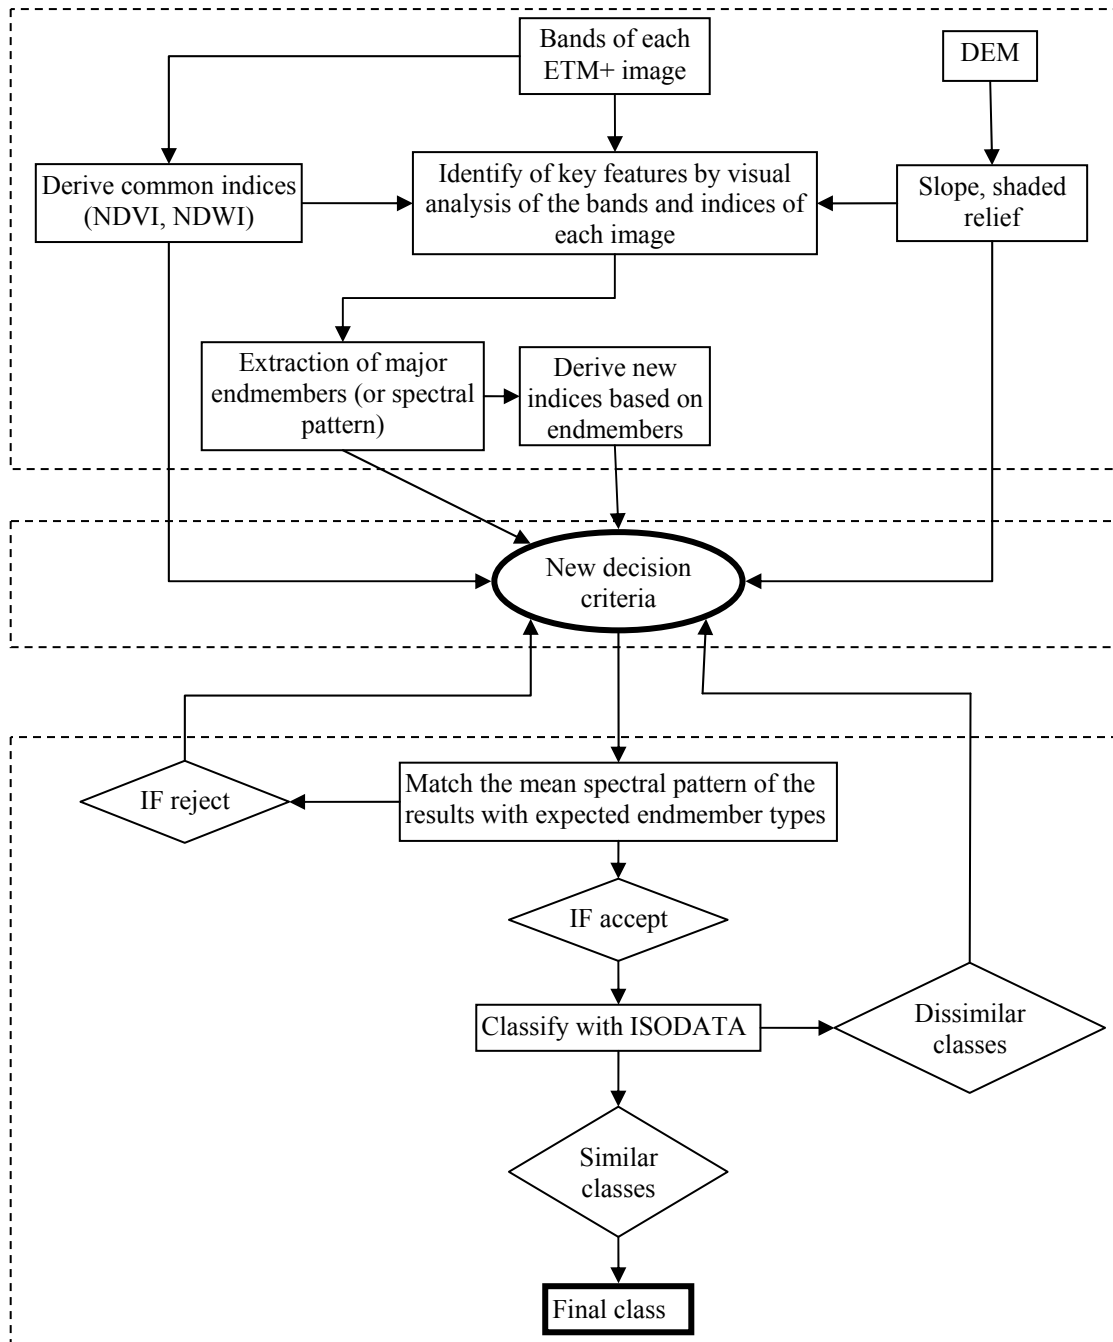 Bands of each
ETM+ image
DEM
Derive common indices
(NDVI, NDWI)
Identify of key features by visual
analysis of the bands and indices of
each image
Slope, shaded
relief
Extraction of major
endmembers (or spectral
pattern)
Derive new
indices based on
endmembers
New decision
criteria
IF reject
Match the mean spectral pattern of the
results with expected endmember types
IF accept
Classify with ISODATA
Dissimilar
classes
Similar
classes
Final class